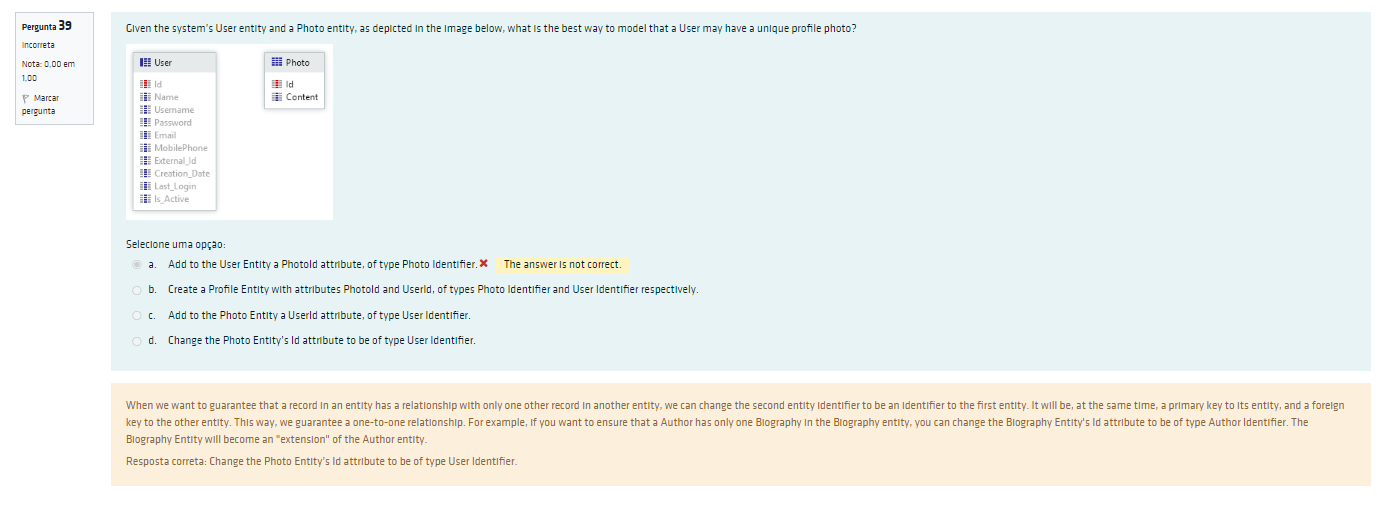 Pergunta 39
Incorreta
Nota: 0,00 em
1,00
Marcar
pergunta
Given the system's User entity and a Photo entity, as depicted in the image below, what is the best way to model that a User may have a unique profile photo?
User
Id
Name
Username
Password
Email
MobilePhone
External_Id
Creation_Date
Last_Login
Is_Active
Photo
Id
Content
Selecione uma opção:
a. Add to the User Entity a PhotoId attribute, of type Photo Identifier. The answer is not correct.
b. Create a Profile Entity with attributes PhotoId and UserId, of types Photo Identifier and User Identifier respectively.
c. Add to the Photo Entity a UserId attribute, of type User Identifier.
d. Change the Photo Entity's Id attribute to be of type User Identifier.
When we want to guarantee that a record in an entity has a relationship with only one other record in another entity, we can change the second entity identifier to be an identifier to the first entity. It will be, at the same time, a primary key to its entity, and a foreign
key to the other entity. This way, we guarantee a one-to-one relationship. For example, if you want to ensure that a Author has only one Biography in the Biography entity, you can change the Biography Entity's Id attribute to be of type Author Identifier. The
Biography Entity will become an "extension" of the Author entity.
Resposta correta: Change the Photo Entity's Id attribute to be of type User Identifier.